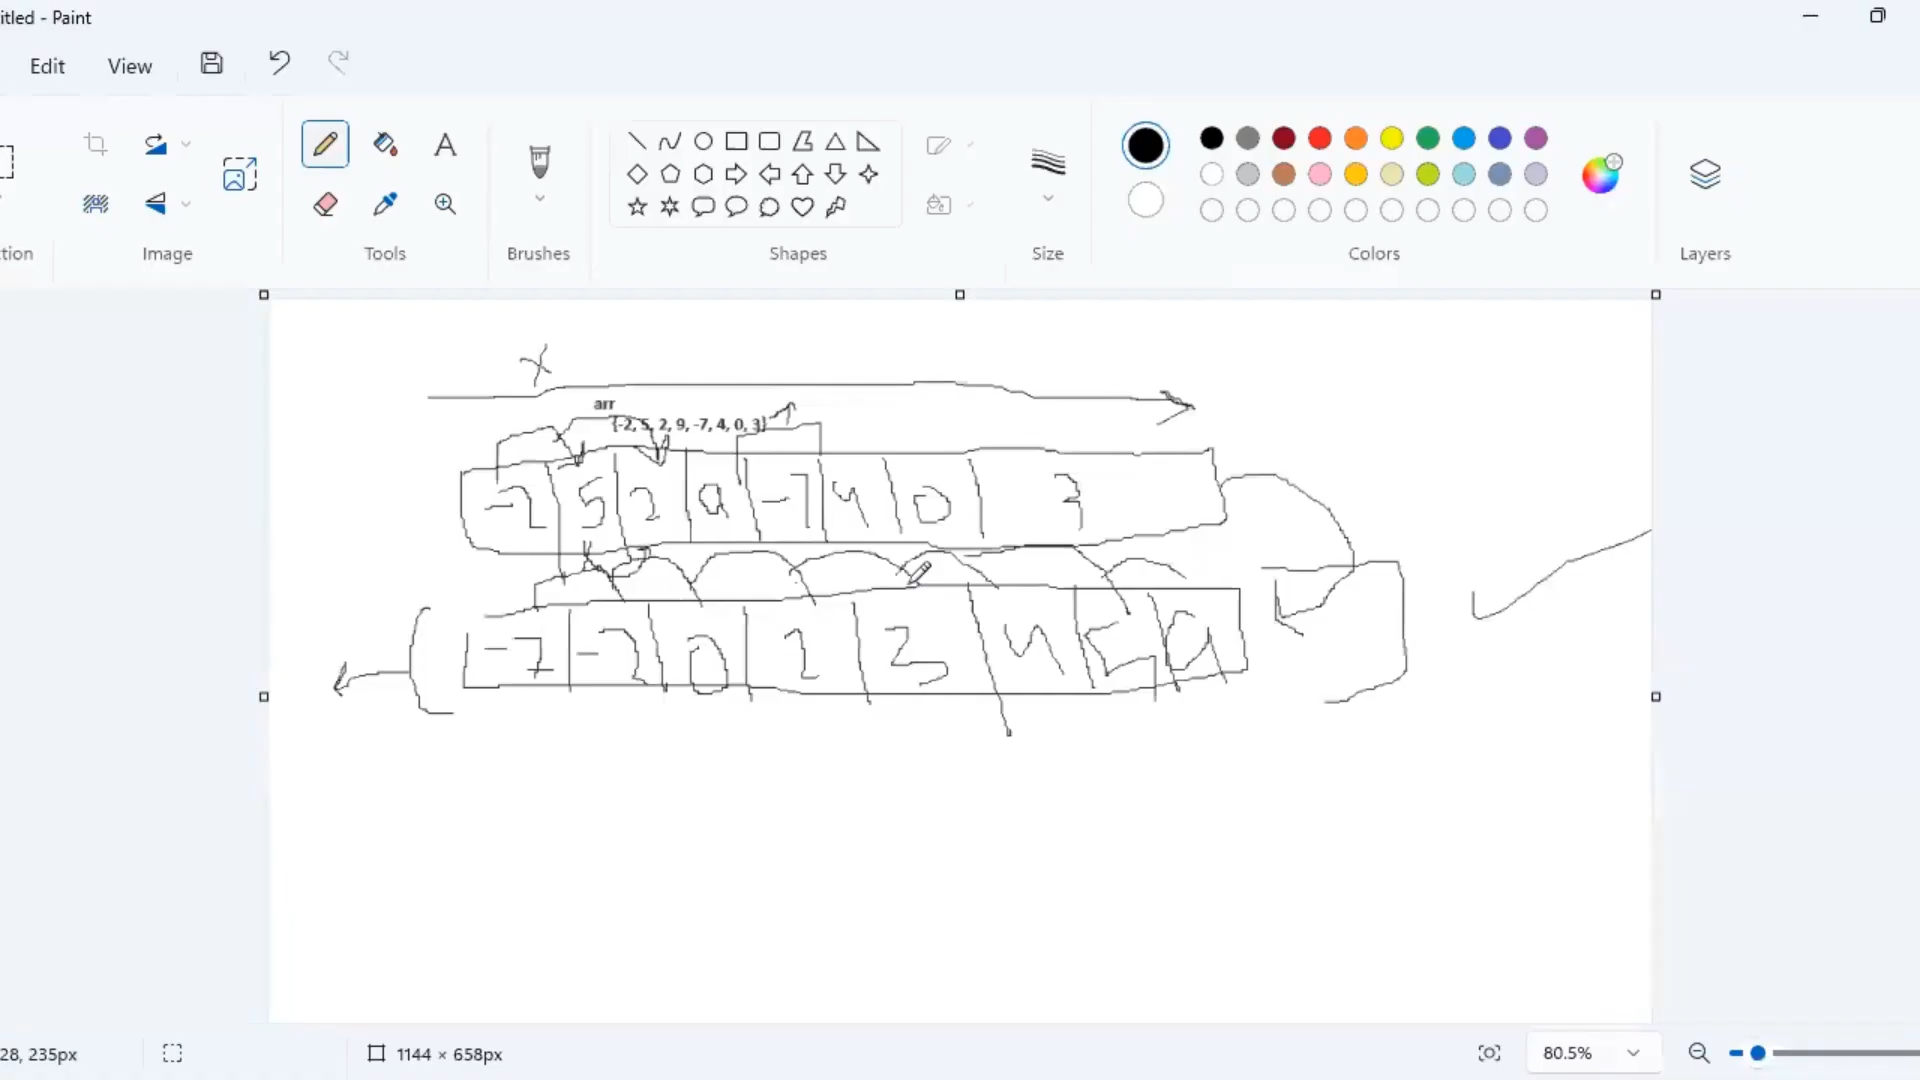 itled - Paint
Edit View
tion Image Tools Brushes Shapes Size Colors Layers
X
arr
{-2, 5, 2, 9, -7, 4, 0, 3}
-2 5 2 9 -7 4 0 3
-7 -2 0 2 3 4 5 9
28, 235px 1144 × 658px 80.5%